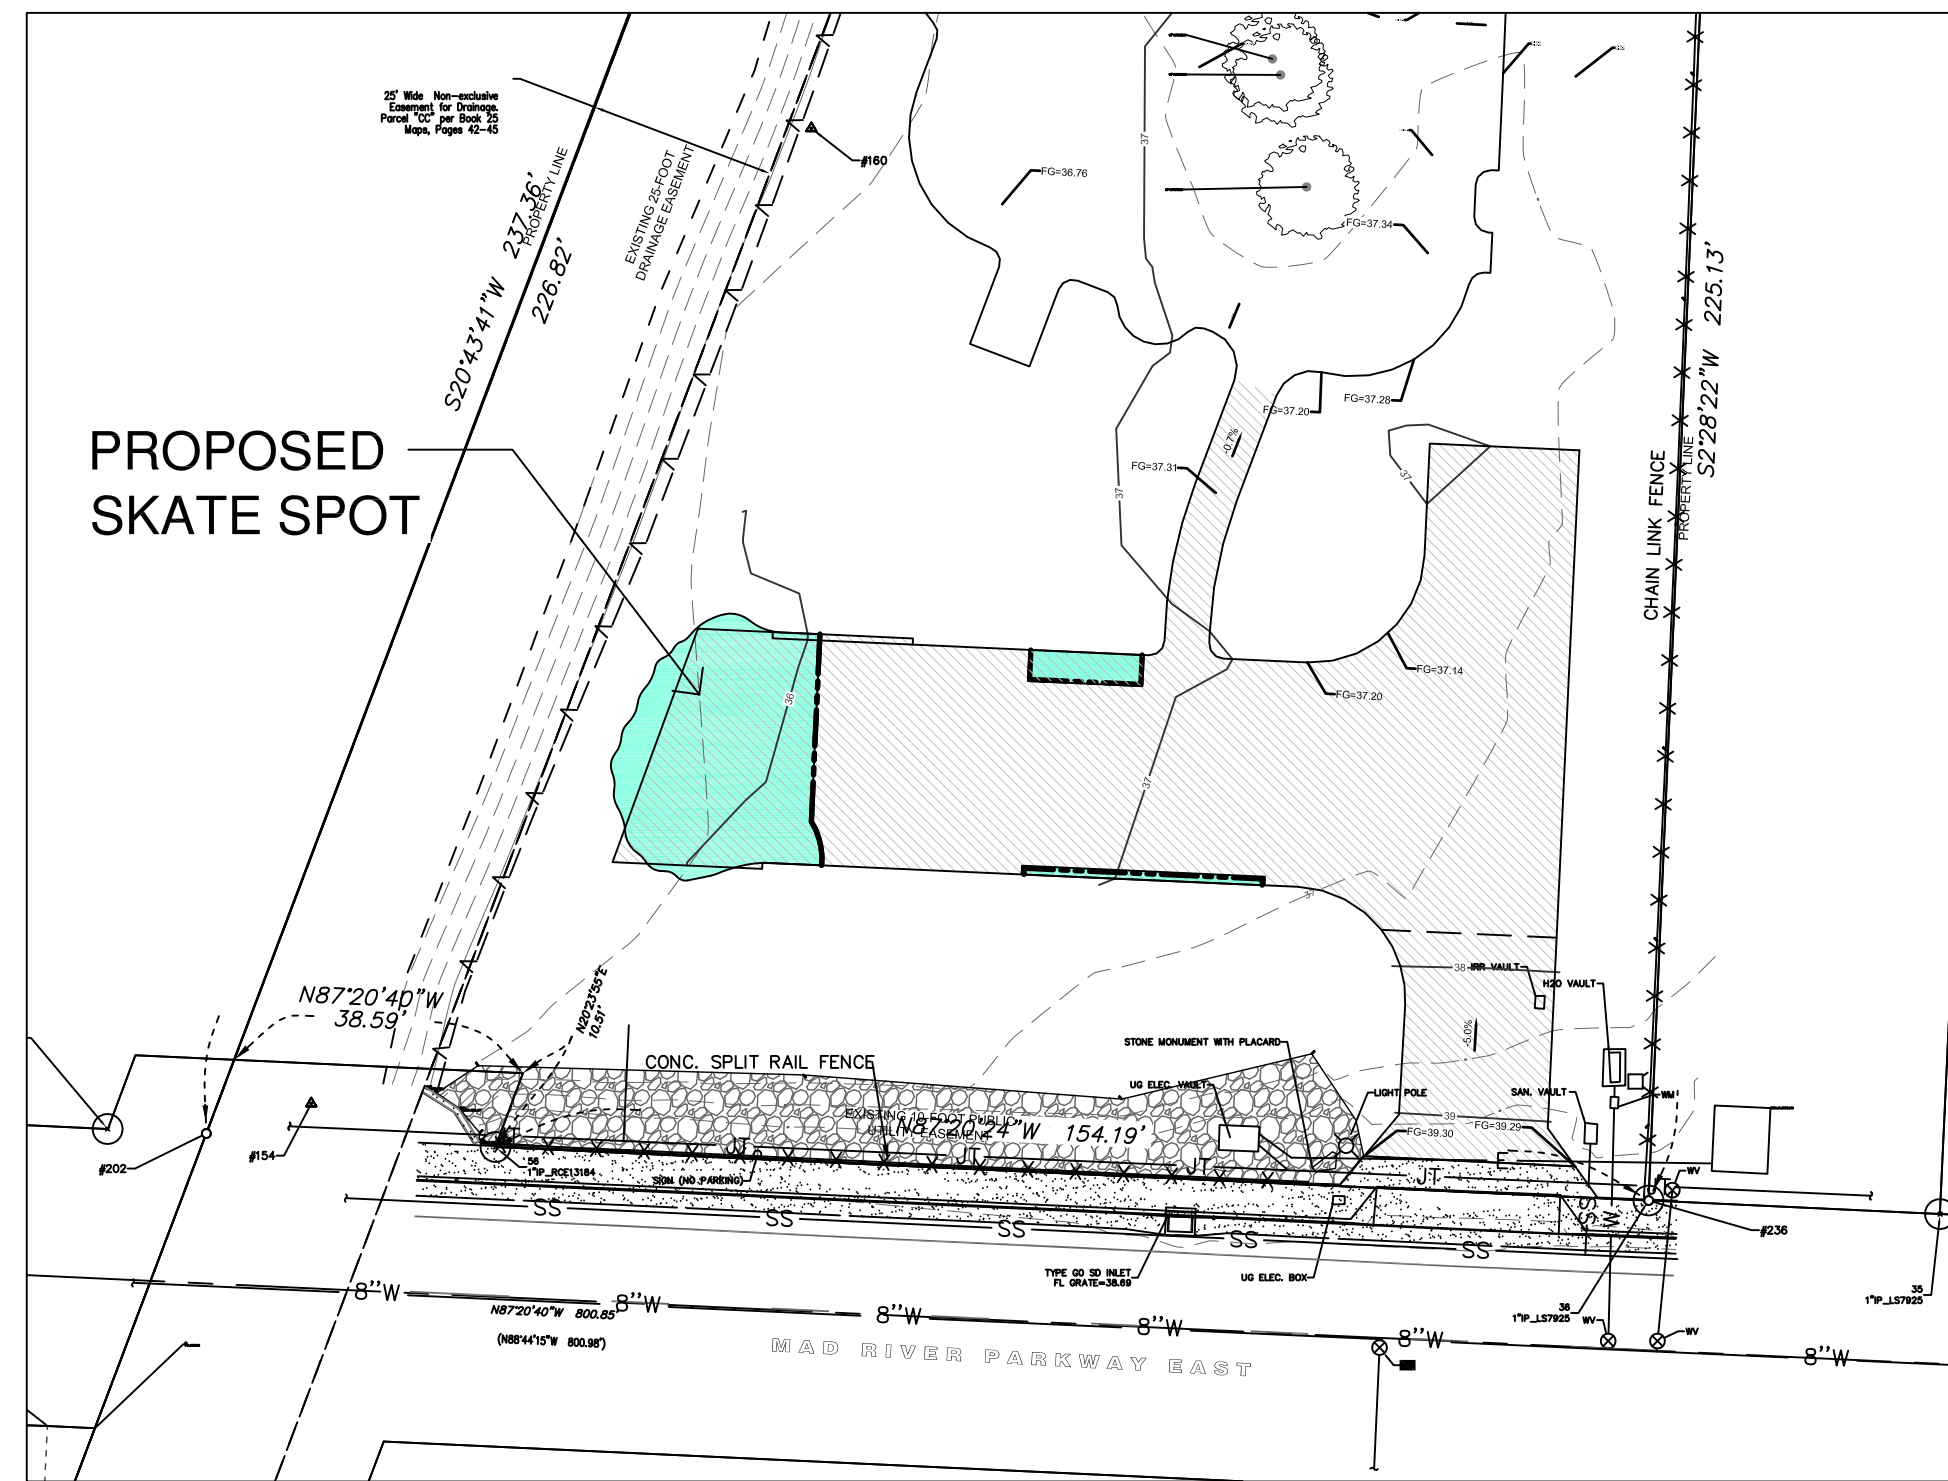 25' Wide Non-exclusive
Easement for Drainage.
Parcel "CC" per Book 25
Maps, Pages 42-45
S20°43'41"W 237.36'
PROPERTY LINE
226.82'
EXISTING 25-FOOT
DRAINAGE EASEMENT
#160
37
FG=36.76
FG=37.34
S2°28'22"W 225.13'
PROPERTY LINE
CHAIN LINK FENCE
FG=37.20
FG=37.28
-0.7%
FG=37.31
37
37
PROPOSED
SKATE SPOT
FG=37.14
FG=37.20
36
37
37
38
IRR VAULT
H2O VAULT
N87°20'40"W
38.59'
N20°23'55"E
10.51'
-5.0%
STONE MONUMENT WITH PLACARD
CONC. SPLIT RAIL FENCE
UG ELEC. VAULT
LIGHT POLE
SAN. VAULT
WM
EXISTING 10-FOOT PUBLIC
UTILITY EASEMENT
N87°20'24"W 154.19'
39
FG=39.30
FG=39.29
#202
#154
56
1"IP_RCE13184
SIGN (NO PARKING)
JT
JT
JT
JT
E
WV
SS
SS
SS
SS
SS
SS
W
#236
TYPE GO SD INLET
FL GRATE=38.69
UG ELEC. BOX
36
1"IP_LS7925
WV
WV
35
1"IP_LS7925
8"W
8"W
8"W
8"W
8"W
8"W
N87°20'40"W 800.85'
(N88°44'15"W 800.98')
MAD RIVER PARKWAY EAST